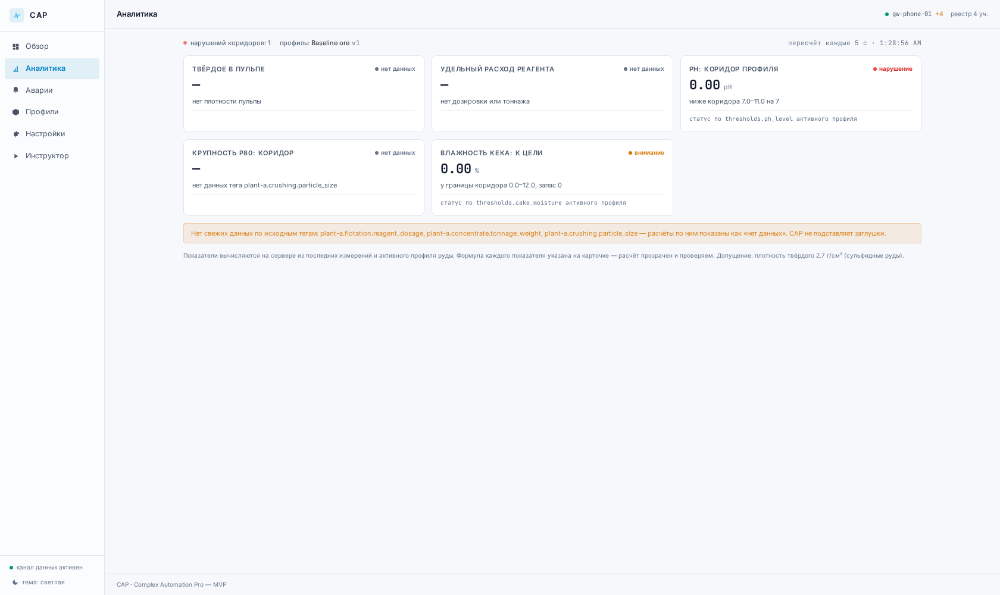 CAP
Обзор
Аналитика
Аварии
Профили
Настройки
Инструктор
канал данных активен
тема: светлая
Аналитика
gw-phone-01 +4 реестр 4 уч.
нарушений коридоров: 1 профиль: Baseline ore v1
пересчёт каждые 5 с · 1:28:56 AM
ТВЁРДОЕ В ПУЛЬПЕ
нет данных
—
нет плотности пульпы
УДЕЛЬНЫЙ РАСХОД РЕАГЕНТА
нет данных
—
нет дозировки или тоннажа
PH: КОРИДОР ПРОФИЛЯ
нарушение
0.00 pH
ниже коридора 7.0–11.0 на 7
статус по thresholds.ph_level активного профиля
КРУПНОСТЬ P80: КОРИДОР
нет данных
—
нет данных тега plant-a.crushing.particle_size
ВЛАЖНОСТЬ КЕКА: К ЦЕЛИ
внимание
0.00 %
у границы коридора 0.0–12.0, запас 0
статус по thresholds.cake_moisture активного профиля
Нет свежих данных по исходным тегам: plant-a.flotation.reagent_dosage, plant-a.concentrate.tonnage_weight, plant-a.crushing.particle_size — расчёты по ним показаны как «нет данных». CAP не подставляет заглушки.
Показатели вычисляются на сервере из последних измерений и активного профиля руды. Формула каждого показателя указана на карточке — расчёт прозрачен и проверяем. Допущение: плотность твёрдого 2.7 г/см³ (сульфидные руды).
CAP · Complex Automation Pro — MVP